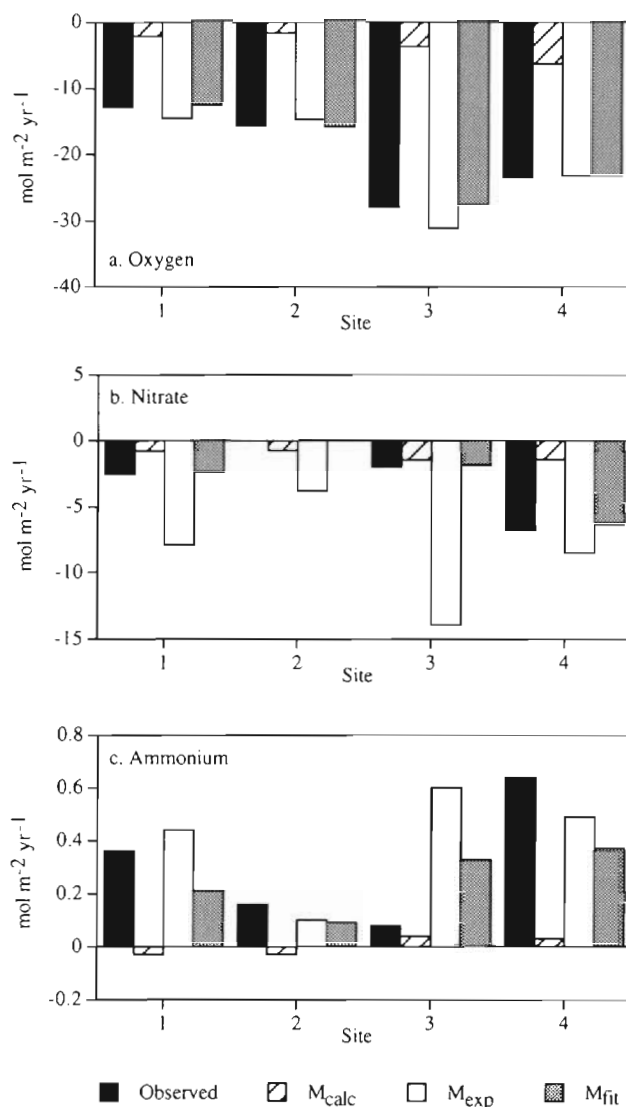 0
-10
-20
-30
-40
mol m-2 yr-1
a. Oxygen
1 2 3 4
Site
5
0
-5
-10
-15
mol m-2 yr-1
b. Nitrate
1 2 3 4
Site
0.8
0.6
0.4
0.2
0
-0.2
mol m-2 yr-1
c. Ammonium
1 2 3 4
Site
Observed Mcalc Mexp Mfit